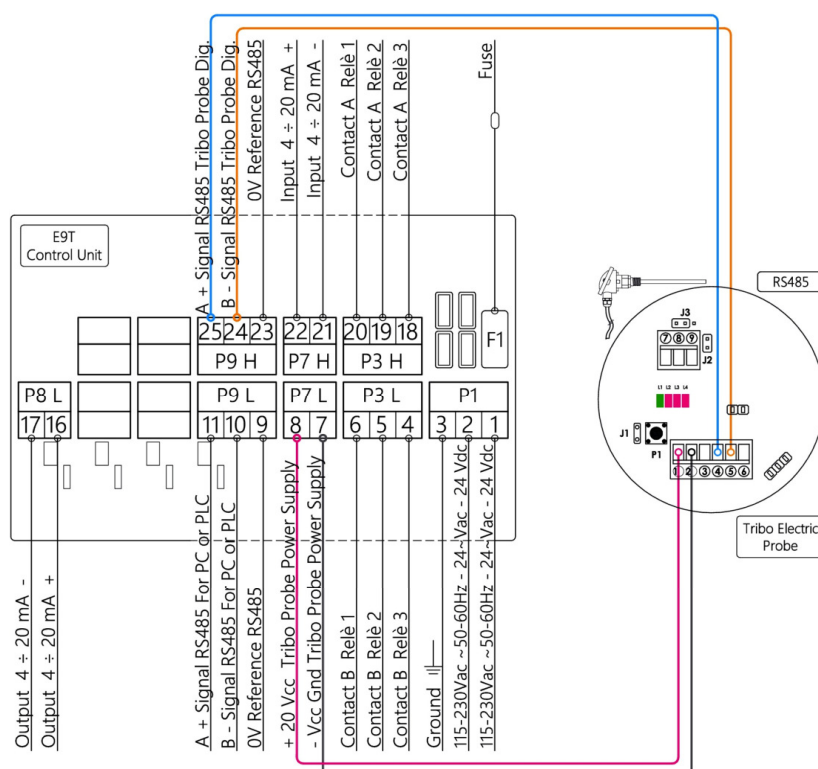 A + Signal RS485 Tribo Probe Dig.
B - Signal RS485 Tribo Probe Dig.
0V Reference RS485
Input 4 ÷ 20 mA +
Input 4 ÷ 20 mA -
Contact A Relè 1
Contact A Relè 2
Contact A Relè 3
Fuse
E9T
Control Unit
25 24 23
P9 H
22 21
P7 H
20 19 18
P3 H
F1
P8 L
17 16
P9 L
11 10 9
P7 L
8 7
P3 L
6 5 4
P1
3 2 1
Output 4 ÷ 20 mA -
Output 4 ÷ 20 mA +
A + Signal RS485 For PC or PLC
B - Signal RS485 For PC or PLC
0V Reference RS485
+ 20 Vcc Tribo Probe Power Supply
- Vcc Gnd Tribo Probe Power Supply
Contact B Relè 1
Contact B Relè 2
Contact B Relè 3
Ground
115-230Vac ~50-60Hz - 24~Vac - 24 Vdc
115-230Vac ~50-60Hz - 24~Vac - 24 Vdc
RS485
J3
7 8 9
J2
L1 L2 L3 L4
J1
P1
1 2 3 4 5 6
Tribo Electric
Probe